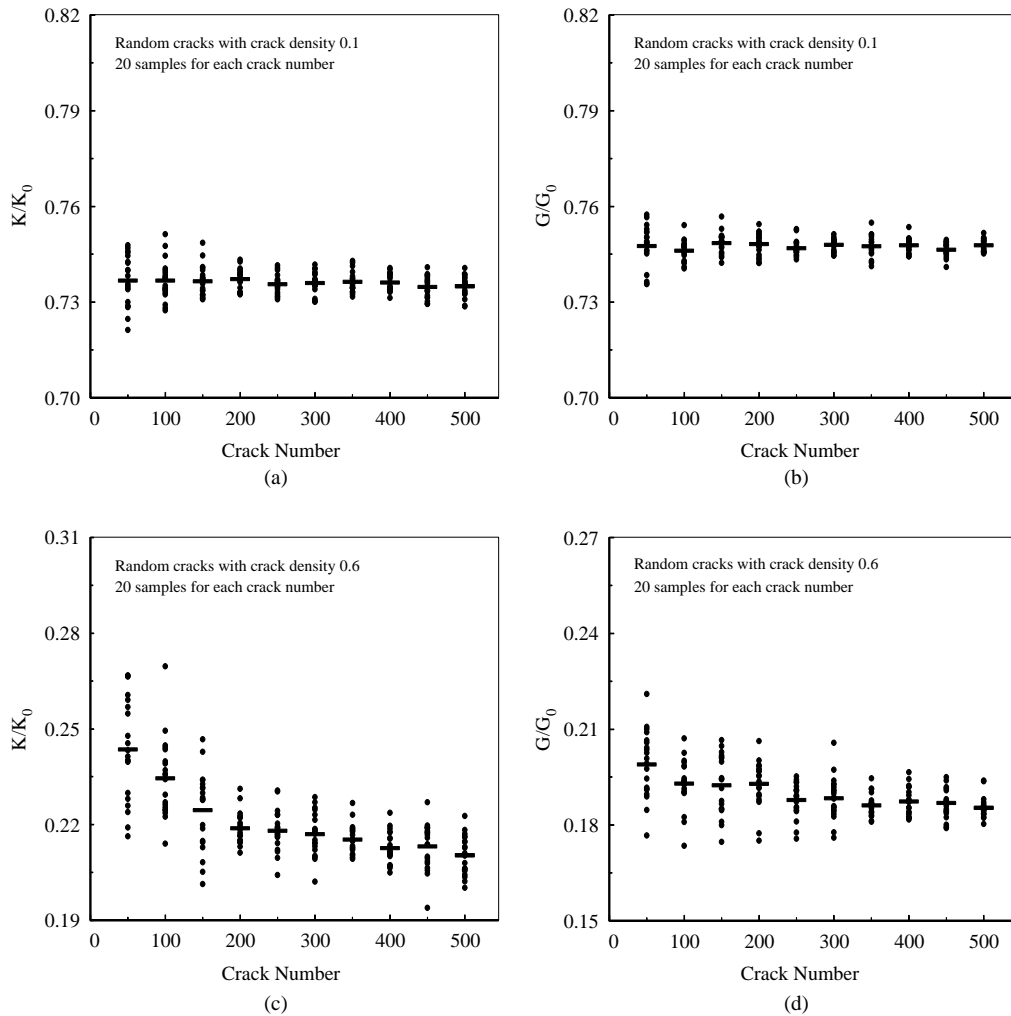 0.82
Random cracks with crack density 0.1
20 samples for each crack number
0.79
0.76
K/K0
0.73
0.70
0 100 200 300 400 500
Crack Number
(a)
0.82
Random cracks with crack density 0.1
20 samples for each crack number
0.79
0.76
G/G0
0.73
0.70
0 100 200 300 400 500
Crack Number
(b)
0.31
Random cracks with crack density 0.6
20 samples for each crack number
0.28
0.25
K/K0
0.22
0.19
0 100 200 300 400 500
Crack Number
(c)
0.27
Random cracks with crack density 0.6
20 samples for each crack number
0.24
0.21
G/G0
0.18
0.15
0 100 200 300 400 500
Crack Number
(d)